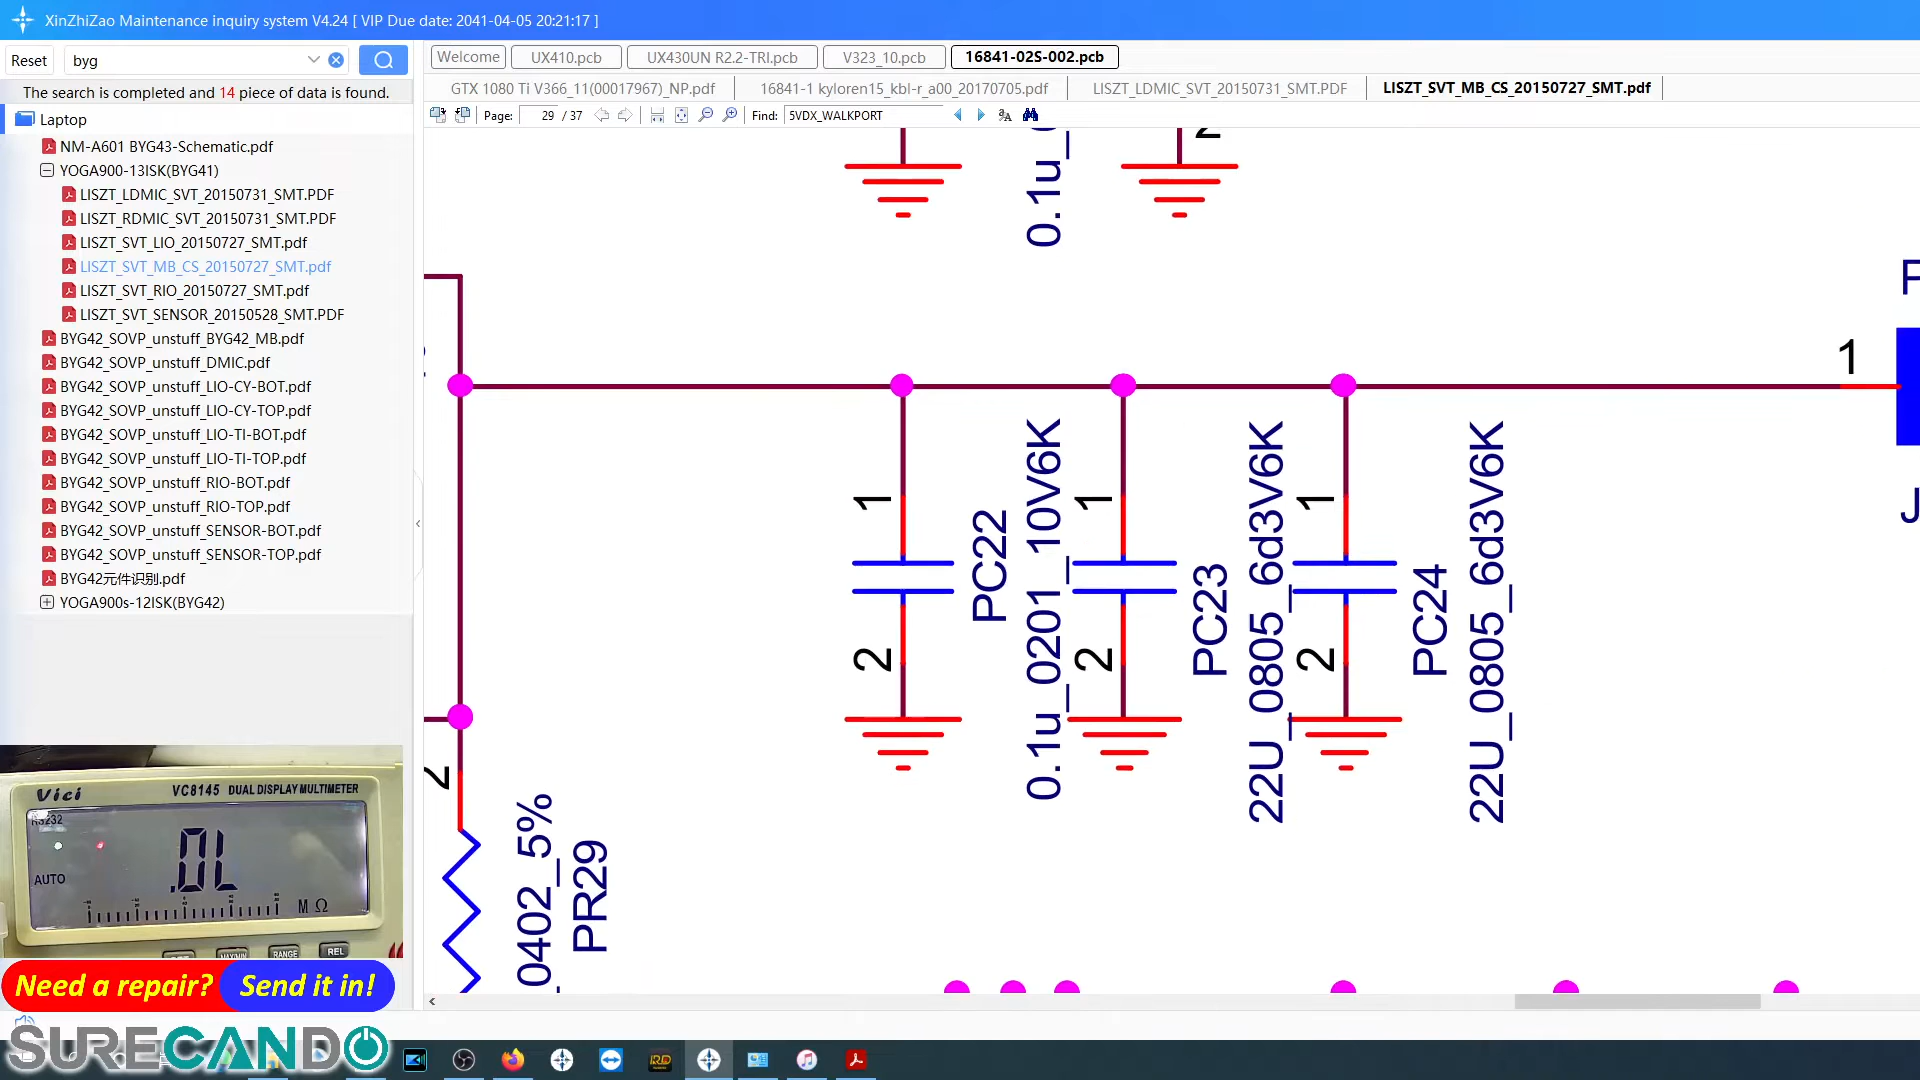 XinZhiZao Maintenance inquiry system V4.24 [ VIP Due date: 2041-04-05 20:21:17 ]
Reset
byg
Welcome
UX410.pcb
UX430UN R2.2-TRI.pcb
V323_10.pcb
16841-02S-002.pcb
The search is completed and 14 piece of data is found.
GTX 1080 Ti V366_11(00017967)_NP.pdf
16841-1 kyloren15_kbl-r_a00_20170705.pdf
LISZT_LDMIC_SVT_20150731_SMT.PDF
LISZT_SVT_MB_CS_20150727_SMT.pdf
Page: 29 / 37
Find: 5VDX_WALKPORT
Laptop
NM-A601 BYG43-Schematic.pdf
YOGA900-13ISK(BYG41)
LISZT_LDMIC_SVT_20150731_SMT.PDF
LISZT_RDMIC_SVT_20150731_SMT.PDF
LISZT_SVT_LIO_20150727_SMT.pdf
LISZT_SVT_MB_CS_20150727_SMT.pdf
LISZT_SVT_RIO_20150727_SMT.pdf
LISZT_SVT_SENSOR_20150528_SMT.PDF
BYG42_SOVP_unstuff_BYG42_MB.pdf
BYG42_SOVP_unstuff_DMIC.pdf
BYG42_SOVP_unstuff_LIO-CY-BOT.pdf
BYG42_SOVP_unstuff_LIO-CY-TOP.pdf
BYG42_SOVP_unstuff_LIO-TI-BOT.pdf
BYG42_SOVP_unstuff_LIO-TI-TOP.pdf
BYG42_SOVP_unstuff_RIO-BOT.pdf
BYG42_SOVP_unstuff_RIO-TOP.pdf
BYG42_SOVP_unstuff_SENSOR-BOT.pdf
BYG42_SOVP_unstuff_SENSOR-TOP.pdf
BYG42元件识别.pdf
YOGA900s-12ISK(BYG42)
2
0.1u_
1
1
2
PC22
0.1u_0201_10V6K
1
2
PC23
22U_0805_6d3V6K
1
2
PC24
22U_0805_6d3V6K
2
_0402_5%
PR29
Vici
VC8145 DUAL DISPLAY MULTIMETER
RS232
AUTO
.OL
MΩ
RANGE
REL
Need a repair? Send it in!
SURECANDO